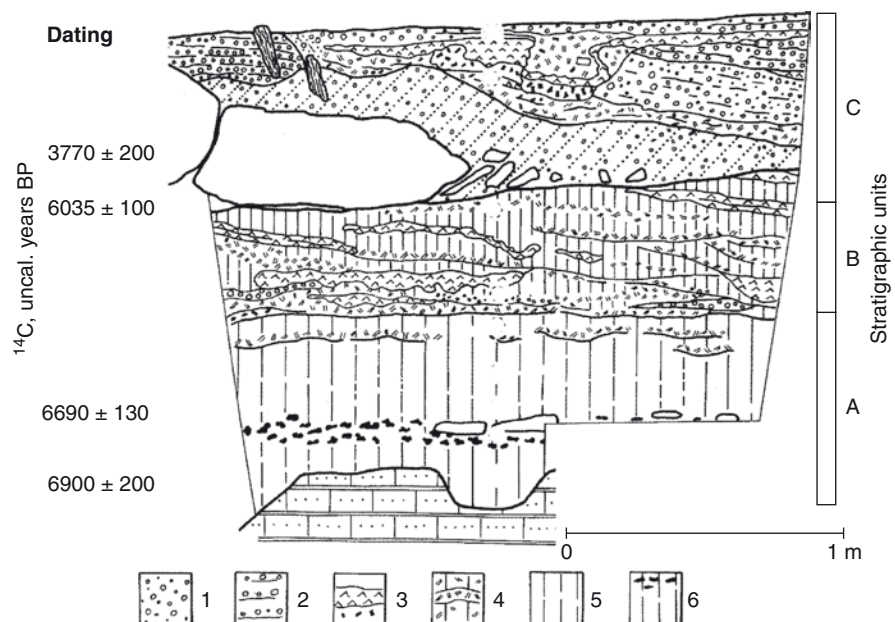 Dating
3770 ± 200
6035 ± 100
6690 ± 130
6900 ± 200
¹⁴C, uncal. years BP
C
B
A
Stratigraphic units
0 1 m
1 2 3 4 5 6